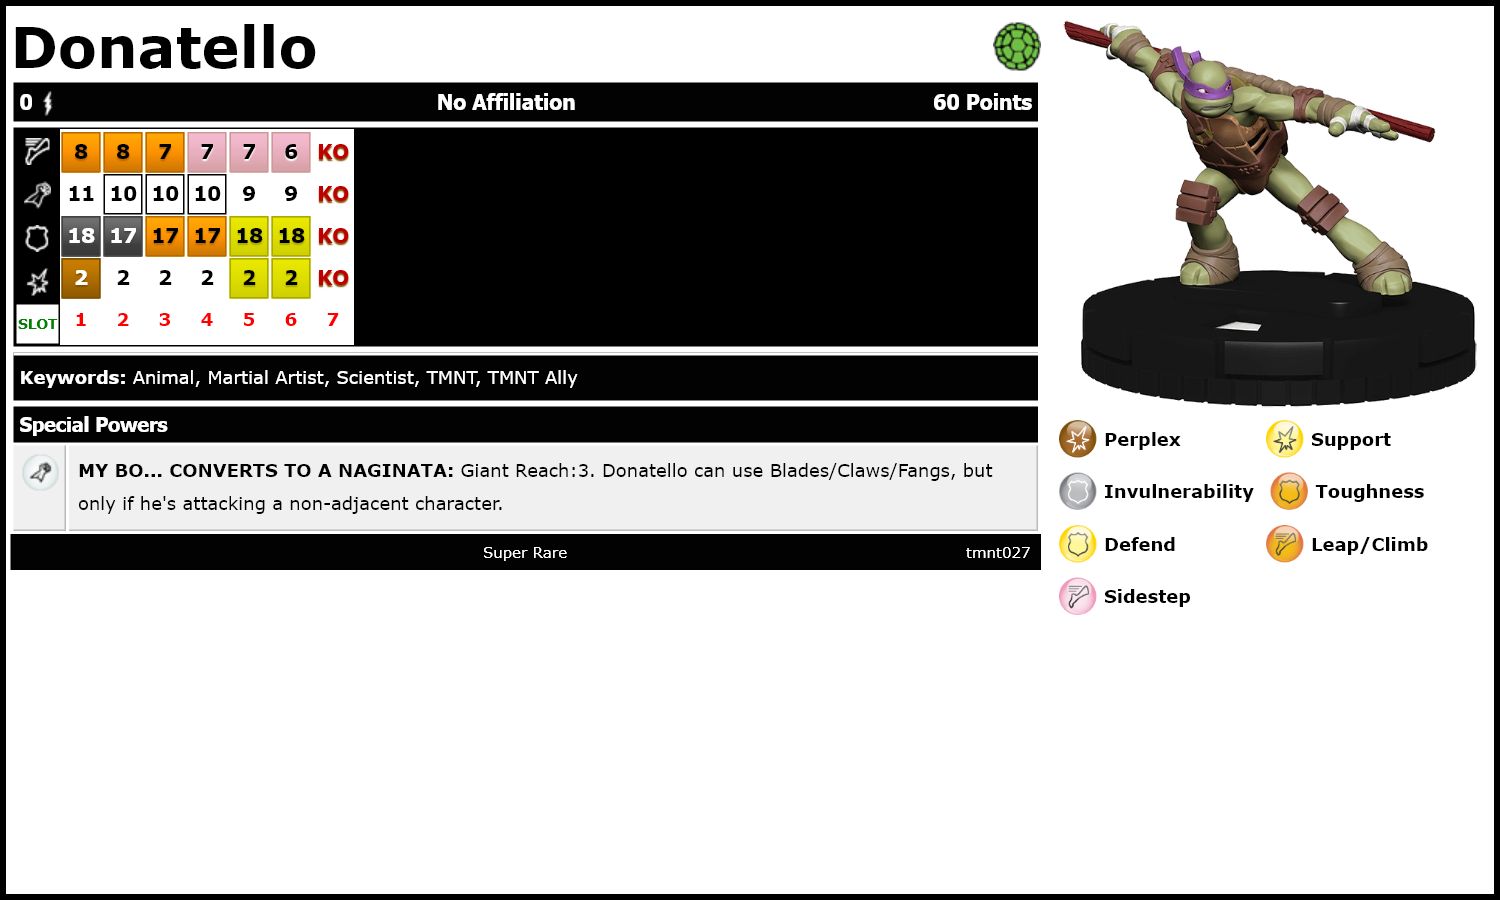 Donatello
0 No Affiliation 60 Points
8 8 7 7 7 6 KO
11 10 10 10 9 9 KO
18 17 17 17 18 18 KO
2 2 2 2 2 2 KO
SLOT 1 2 3 4 5 6 7
Keywords: Animal, Martial Artist, Scientist, TMNT, TMNT Ally
Special Powers
MY BO... CONVERTS TO A NAGINATA: Giant Reach:3. Donatello can use Blades/Claws/Fangs, but
only if he's attacking a non-adjacent character.
Super Rare tmnt027
Perplex Support
Invulnerability Toughness
Defend Leap/Climb
Sidestep